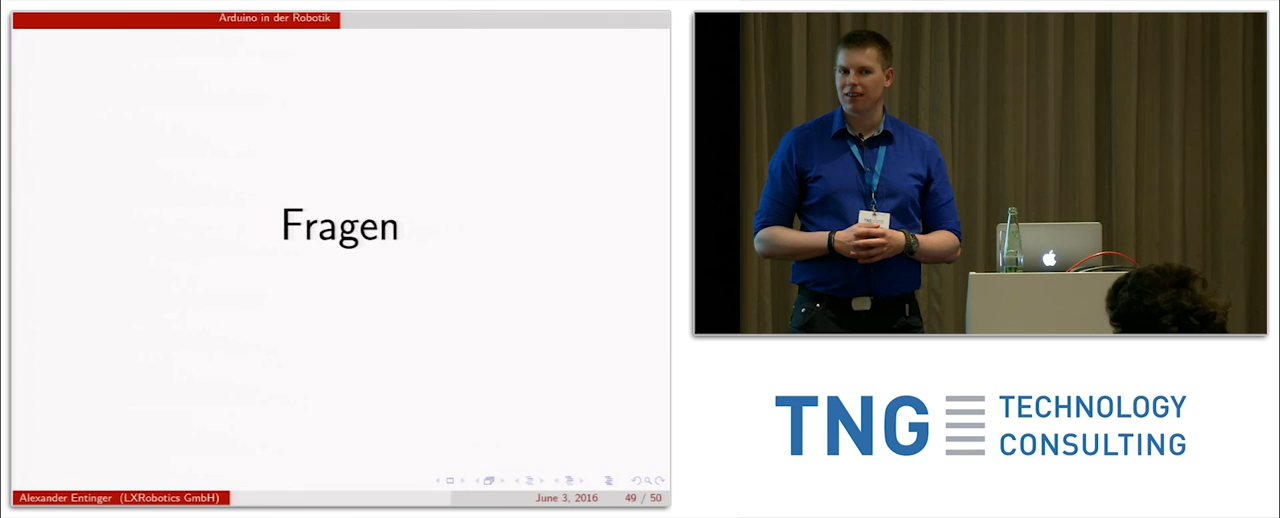 Arduino in der Robotik
Fragen
Alexander Entinger (LXRobotics GmbH)
June 3, 2016
49 / 50
TNG TECHNOLOGY
CONSULTING